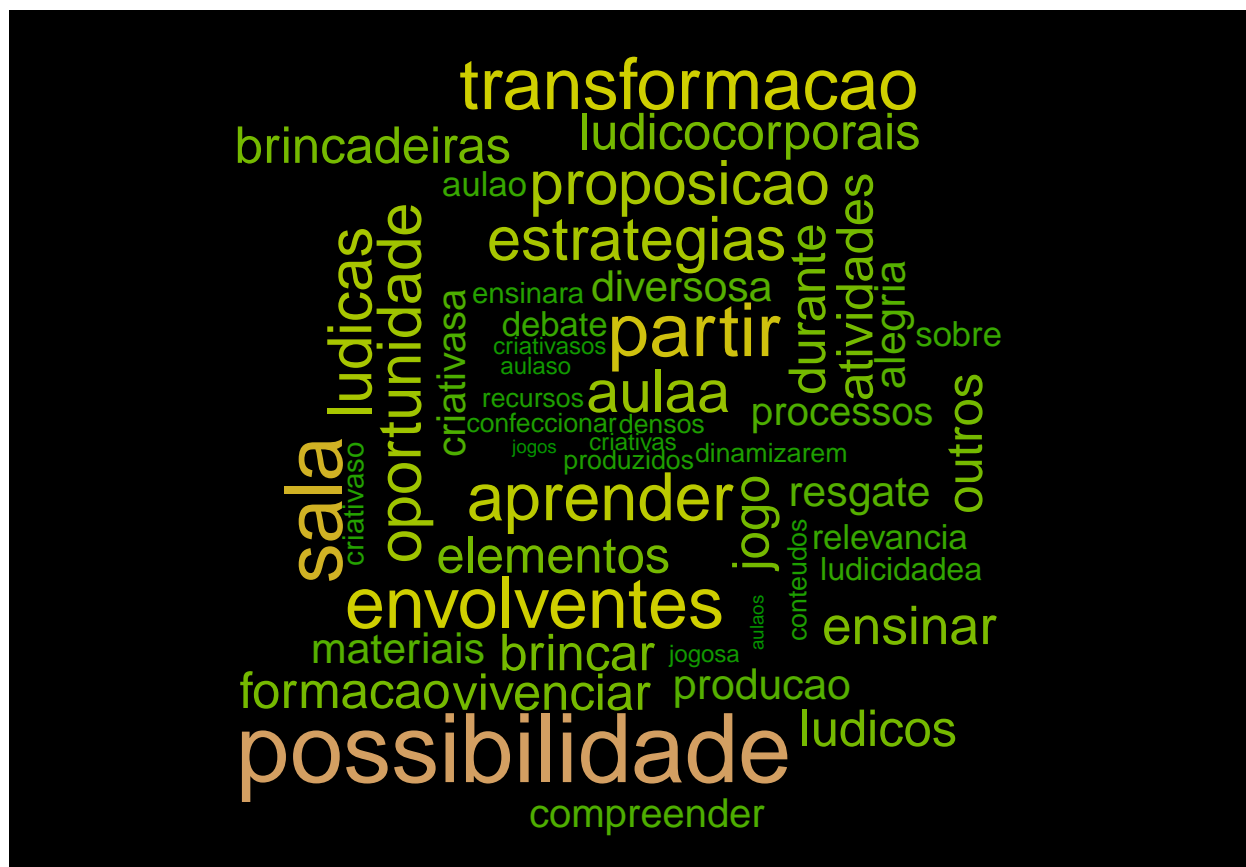 transformacao
ludicocorporais
brincadeiras
aulao
proposicao
atividades
oportunidade
estrategias
durante
ludicas
alegria
diversosa
ensinara
criativasa
debate
partir
sobre
criativasos
aulaso
outros
aulaa
recursos
processos
confeccionar
densos
criativas
jogos
produzidos
dinamizarem
sala
criativaso
aprender
jogo
resgate
conteudos
relevancia
elementos
ludicidadea
envolventes
aulaos
ensinar
materiais
brincar
jogosa
formacao
vivenciar
producao
possibilidade
ludicos
compreender